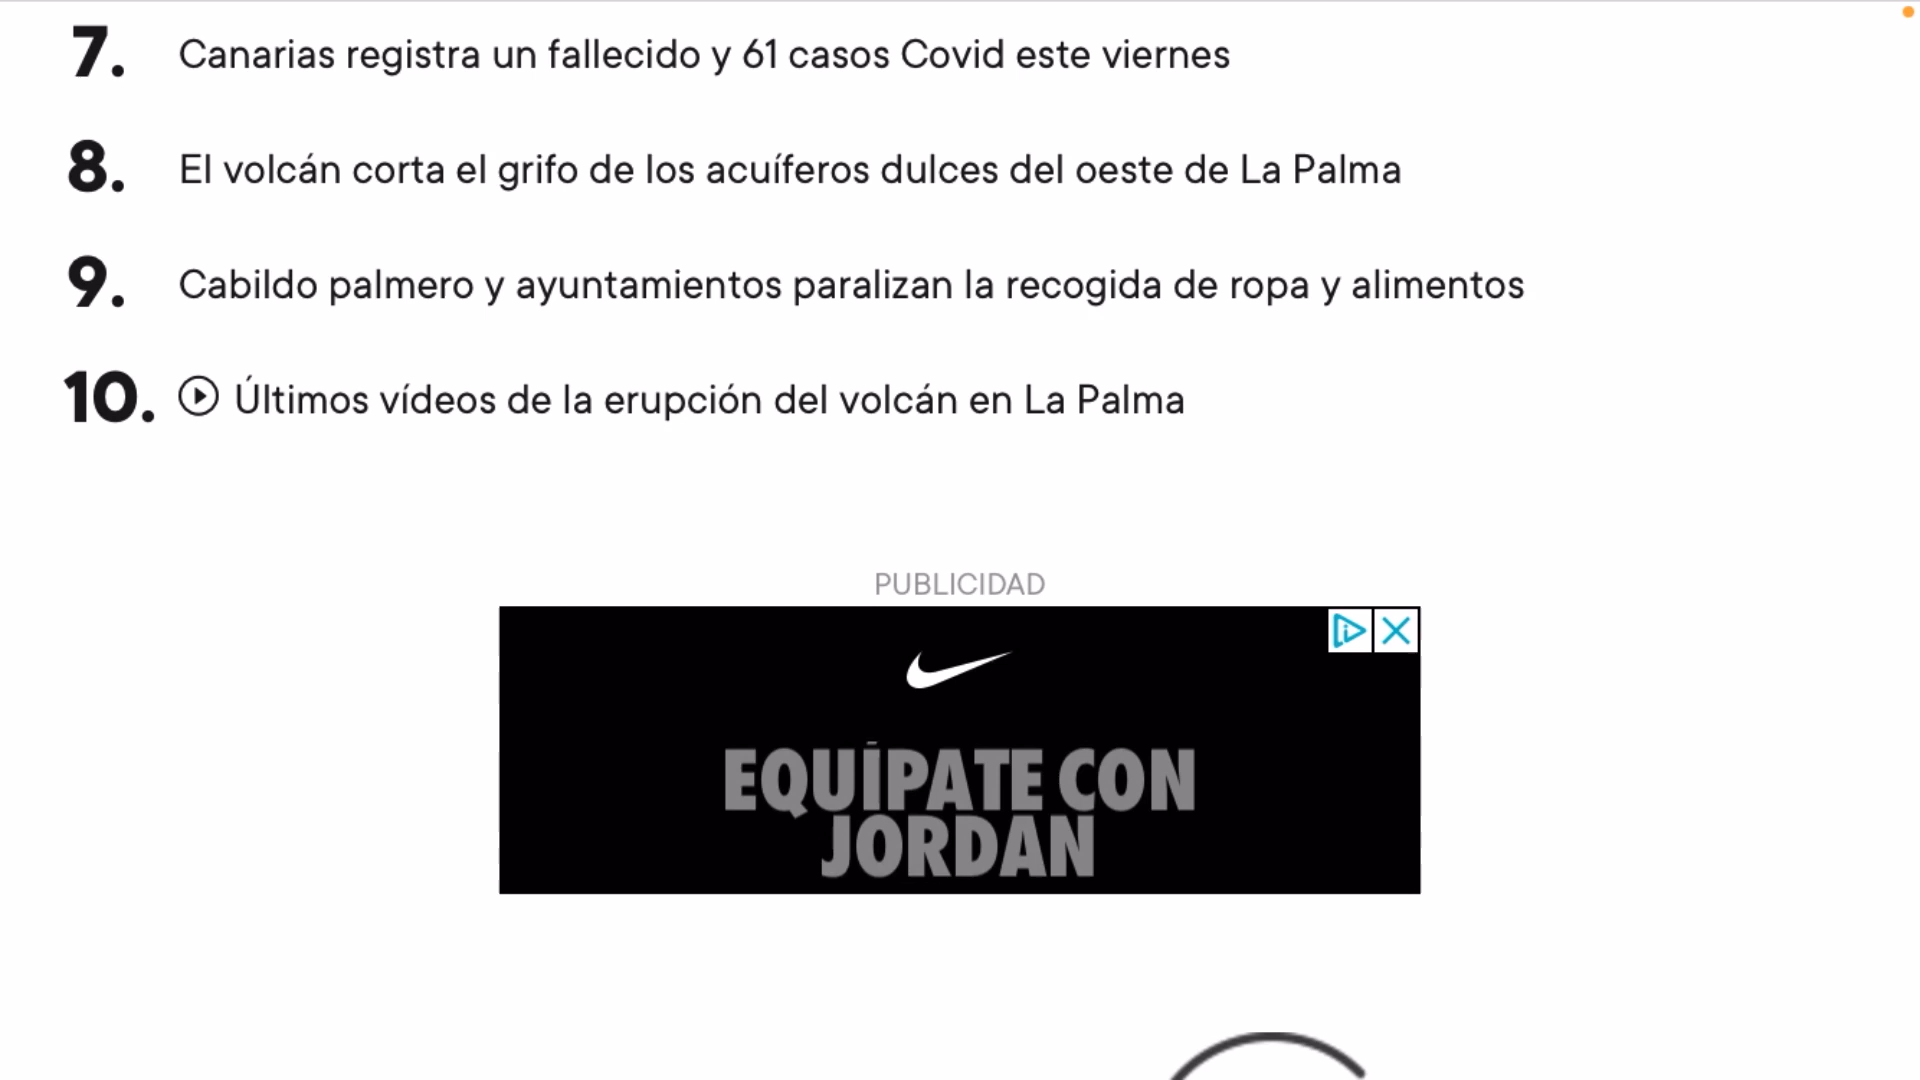 7. Canarias registra un fallecido y 61 casos Covid este viernes
8. El volcán corta el grifo de los acuíferos dulces del oeste de La Palma
9. Cabildo palmero y ayuntamientos paralizan la recogida de ropa y alimentos
10. Últimos vídeos de la erupción del volcán en La Palma
PUBLICIDAD
EQUÍPATE CON
JORDAN